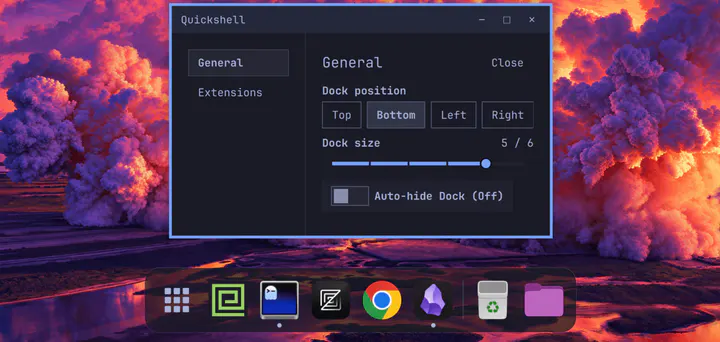 Quickshell
General
Extensions
General
Close
Dock position
Top
Bottom
Left
Right
Dock size
5 / 6
Auto-hide Dock (Off)